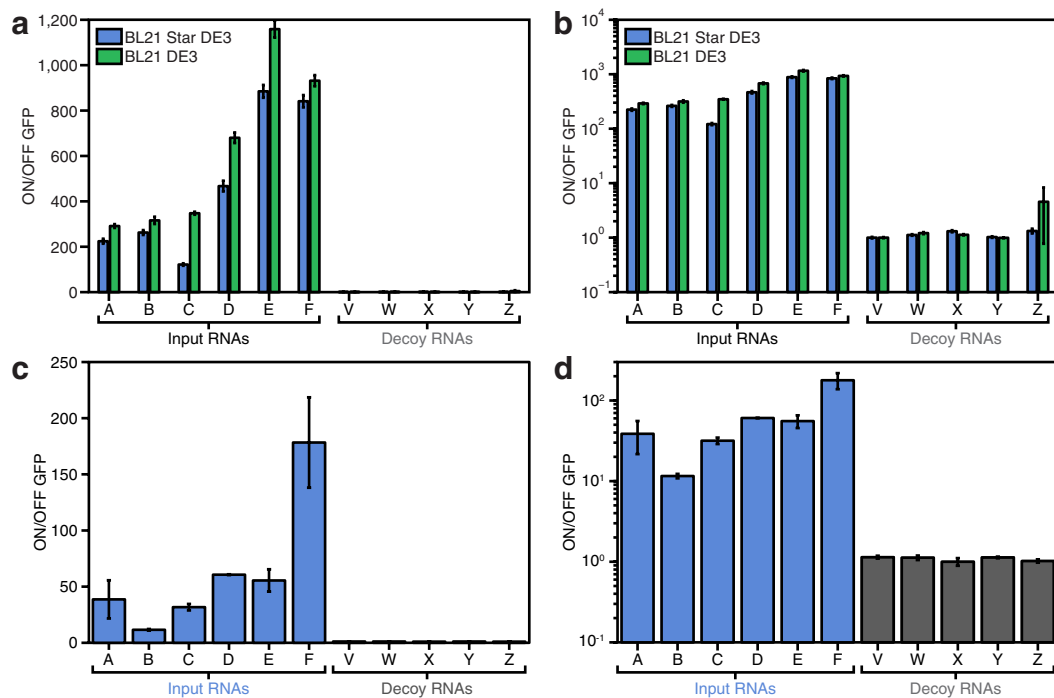 a
1,200
1,000
800
600
400
200
0
ON/OFF GFP
BL21 Star DE3
BL21 DE3
A B C D E F V W X Y Z
Input RNAs Decoy RNAs
b
10^4
10^3
10^2
10^1
10^0
10^-1
ON/OFF GFP
BL21 Star DE3
BL21 DE3
A B C D E F V W X Y Z
Input RNAs Decoy RNAs
c
250
200
150
100
50
0
ON/OFF GFP
A B C D E F V W X Y Z
Input RNAs Decoy RNAs
d
10^2
10^1
10^0
10^-1
ON/OFF GFP
A B C D E F V W X Y Z
Input RNAs Decoy RNAs